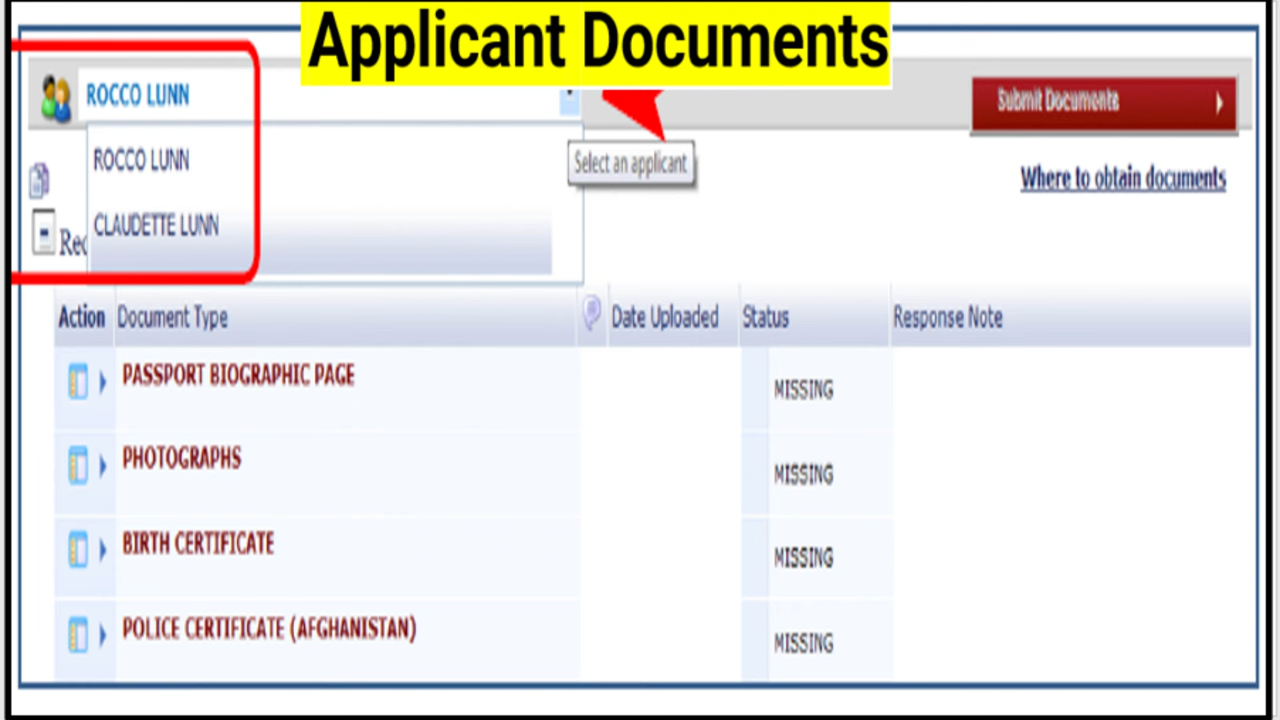 Applicant Documents
ROCCO LUNN
Submit Documents
ROCCO LUNN
Select an applicant
Where to obtain documents
CLAUDETTE LUNN
Action Document Type Date Uploaded Status Response Note
PASSPORT BIOGRAPHIC PAGE MISSING
PHOTOGRAPHS MISSING
BIRTH CERTIFICATE MISSING
POLICE CERTIFICATE (AFGHANISTAN) MISSING